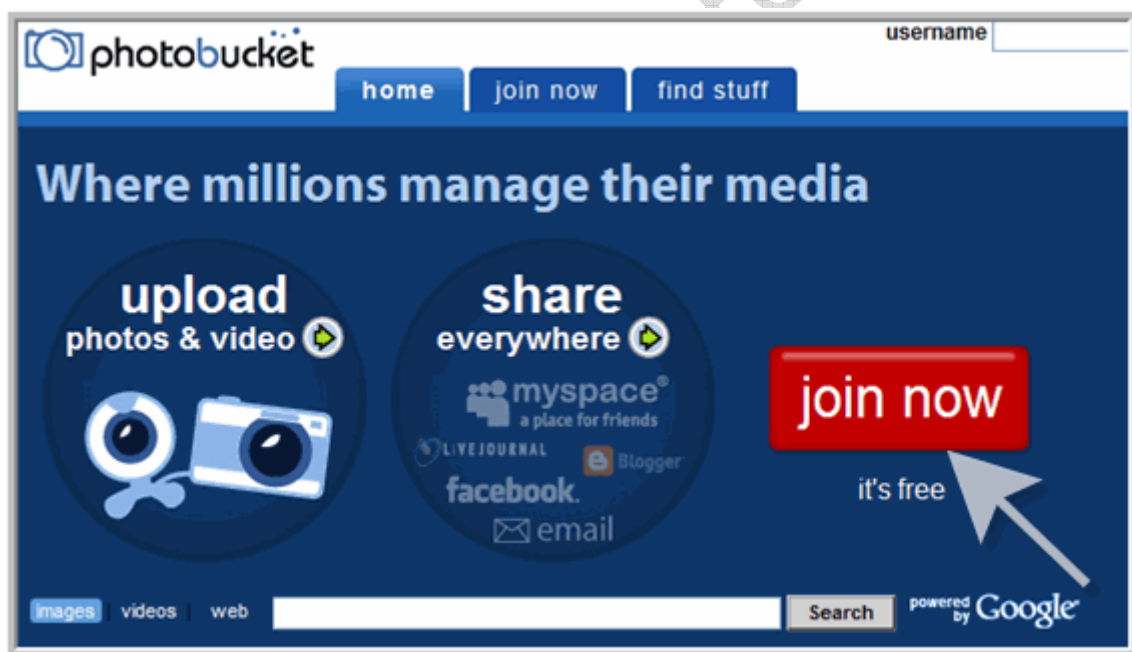 photobucket
username
home join now find stuff
Where millions manage their media
upload
photos & video
share
everywhere
myspace®
a place for friends
LIVEJOURNAL
Blogger
facebook.
email
join now
it's free
images videos web Search powered by Google